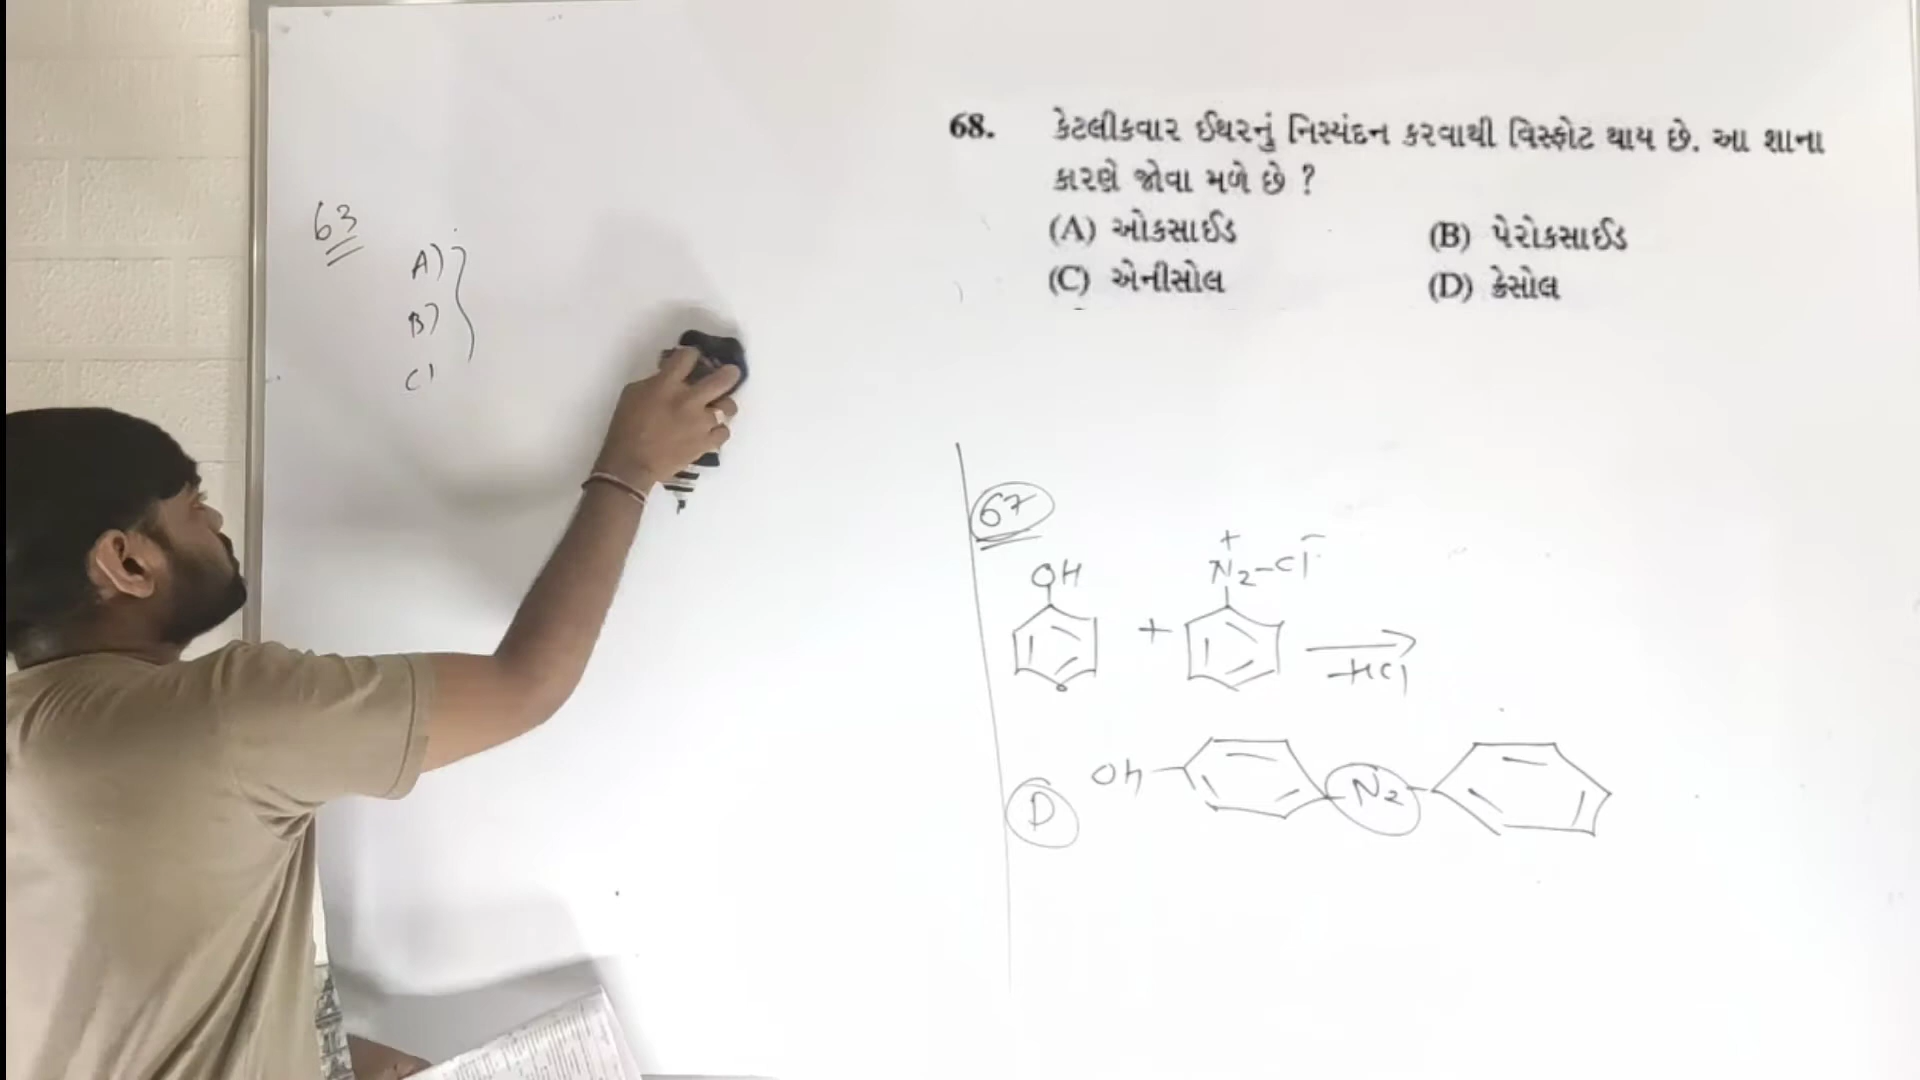 68. કેટલીકવાર ઈથરનું નિસ્યંદન કરવાથી વિસ્ફોટ થાય છે. આ શાના
કારણે જોવા મળે છે ?
(A) ઓક્સાઈડ (B) પેરોક્સાઈડ
(C) એનીસોલ (D) ક્રેસોલ
63
A)
B)
C)
67
OH
+
N2-Cl-
+
-HCl
D
OH
N2